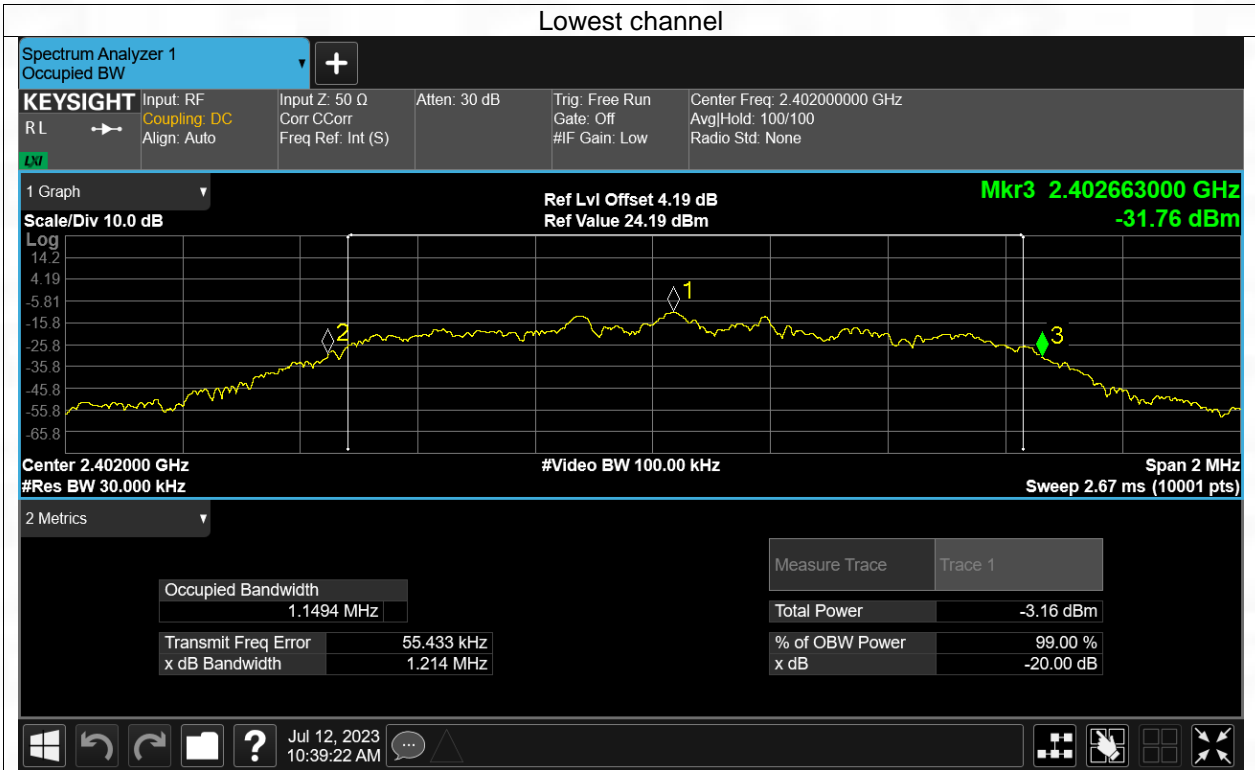 Lowest channel
Spectrum Analyzer 1
Occupied BW
KEYSIGHT
R L
LXI
Input: RF
Coupling: DC
Align: Auto
Input Z: 50 Ω
Corr CCorr
Freq Ref: Int (S)
Atten: 30 dB
Trig: Free Run
Gate: Off
#IF Gain: Low
Center Freq: 2.402000000 GHz
Avg|Hold: 100/100
Radio Std: None
1 Graph
Scale/Div 10.0 dB
Ref Lvl Offset 4.19 dB
Ref Value 24.19 dBm
Mkr3 2.402663000 GHz
-31.76 dBm
Log
14.2
4.19
-5.81
-15.8
-25.8
-35.8
-45.8
-55.8
-65.8
1
2
3
Center 2.402000 GHz
#Video BW 100.00 kHz
Span 2 MHz
#Res BW 30.000 kHz
Sweep 2.67 ms (10001 pts)
2 Metrics
Measure Trace Trace 1
Occupied Bandwidth
1.1494 MHz
Total Power -3.16 dBm
Transmit Freq Error 55.433 kHz
% of OBW Power 99.00 %
x dB Bandwidth 1.214 MHz
x dB -20.00 dB
?
Jul 12, 2023
10:39:22 AM